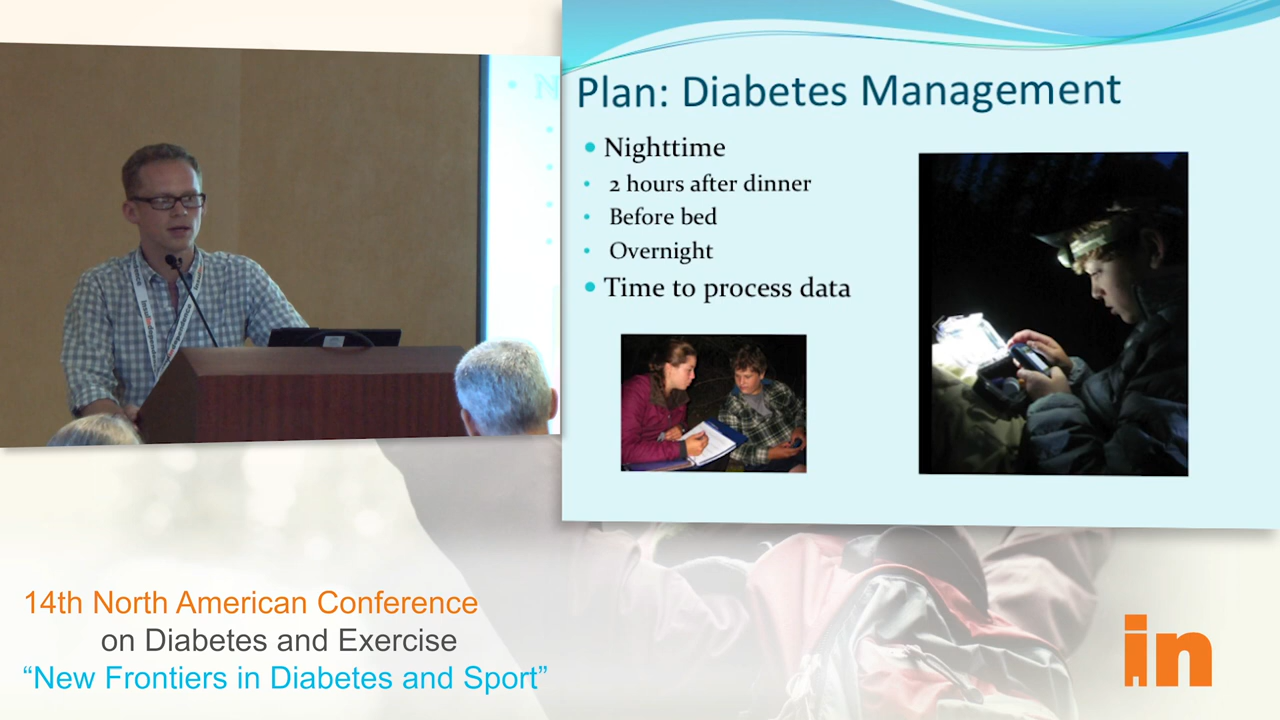 Plan: Diabetes Management
• Nighttime
• 2 hours after dinner
• Before bed
• Overnight
• Time to process data
14th North American Conference
on Diabetes and Exercise
“New Frontiers in Diabetes and Sport”
in